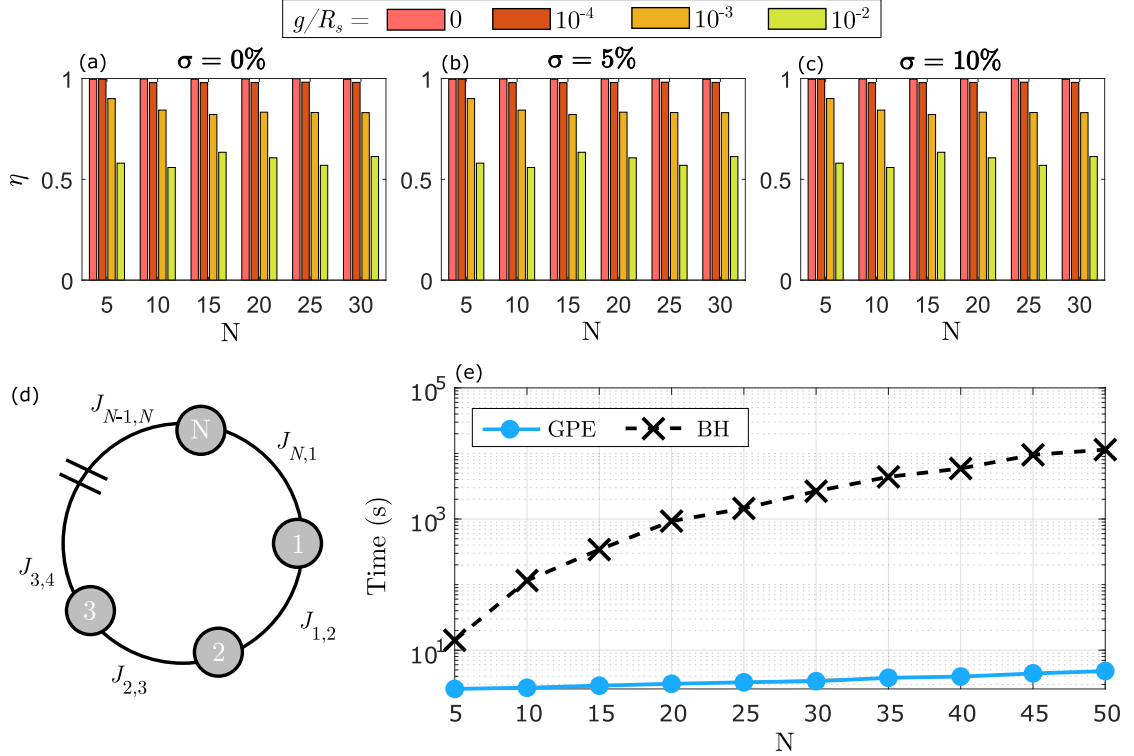 g/R_s = 0 10^-4 10^-3 10^-2
(a) σ = 0% (b) σ = 5% (c) σ = 10%
1 1 1
η 0.5 0.5 0.5
0 0 0
5 10 15 20 25 30 5 10 15 20 25 30 5 10 15 20 25 30
N N N
(d)
J_N-1,N
N
J_N,1
1
J_3,4
3
J_1,2
2
J_2,3
(e)
10^5
GPE BH
10^3
Time (s)
10^1
5 10 15 20 25 30 35 40 45 50
N